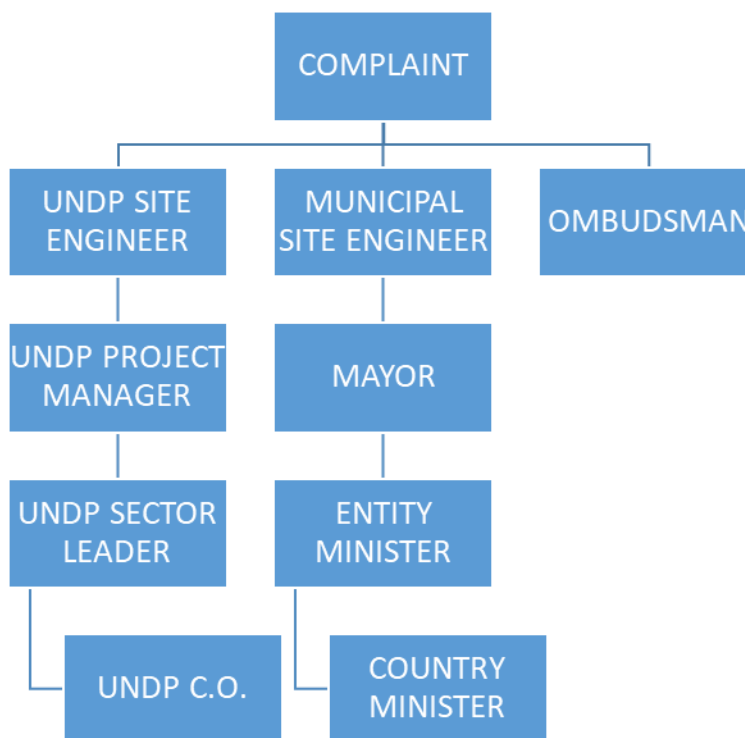 COMPLAINT
UNDP SITE
ENGINEER
MUNICIPAL
SITE ENGINEER
OMBUDSMAN
UNDP PROJECT
MANAGER
MAYOR
UNDP SECTOR
LEADER
ENTITY
MINISTER
UNDP C.O.
COUNTRY
MINISTER